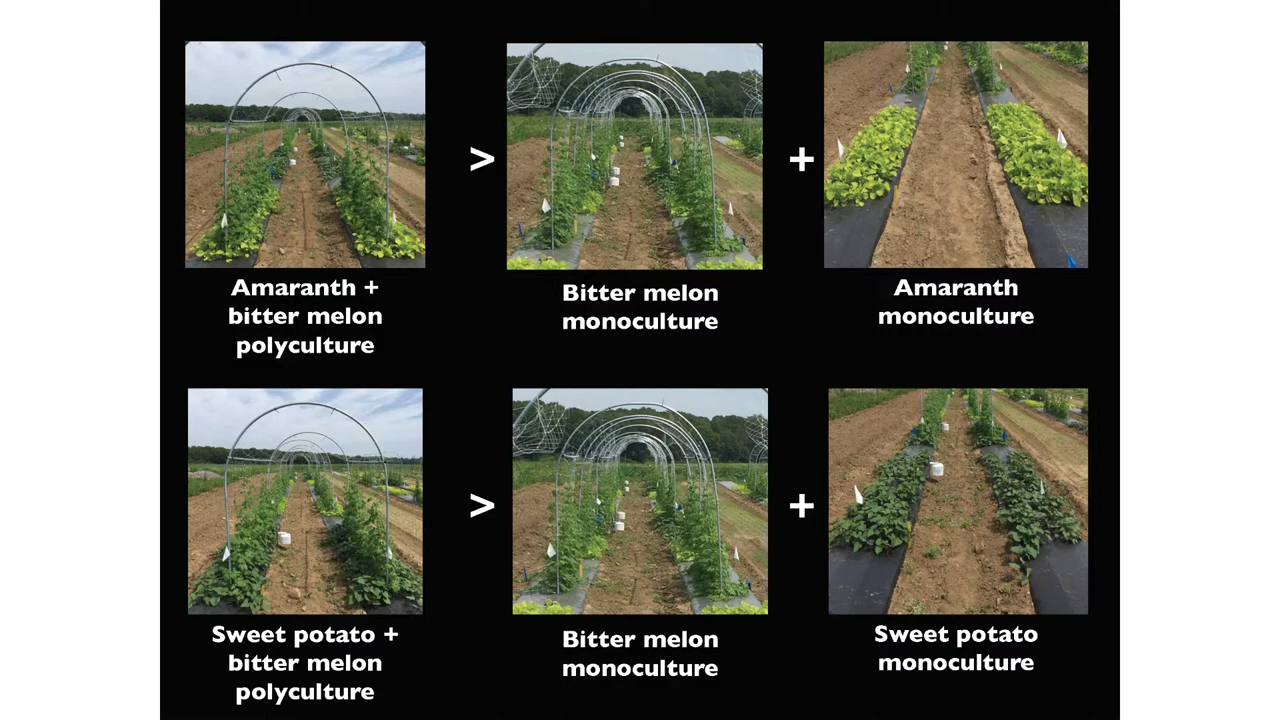 >
+
Amaranth +
bitter melon
polyculture
Bitter melon
monoculture
Amaranth
monoculture
>
+
Sweet potato +
bitter melon
polyculture
Bitter melon
monoculture
Sweet potato
monoculture